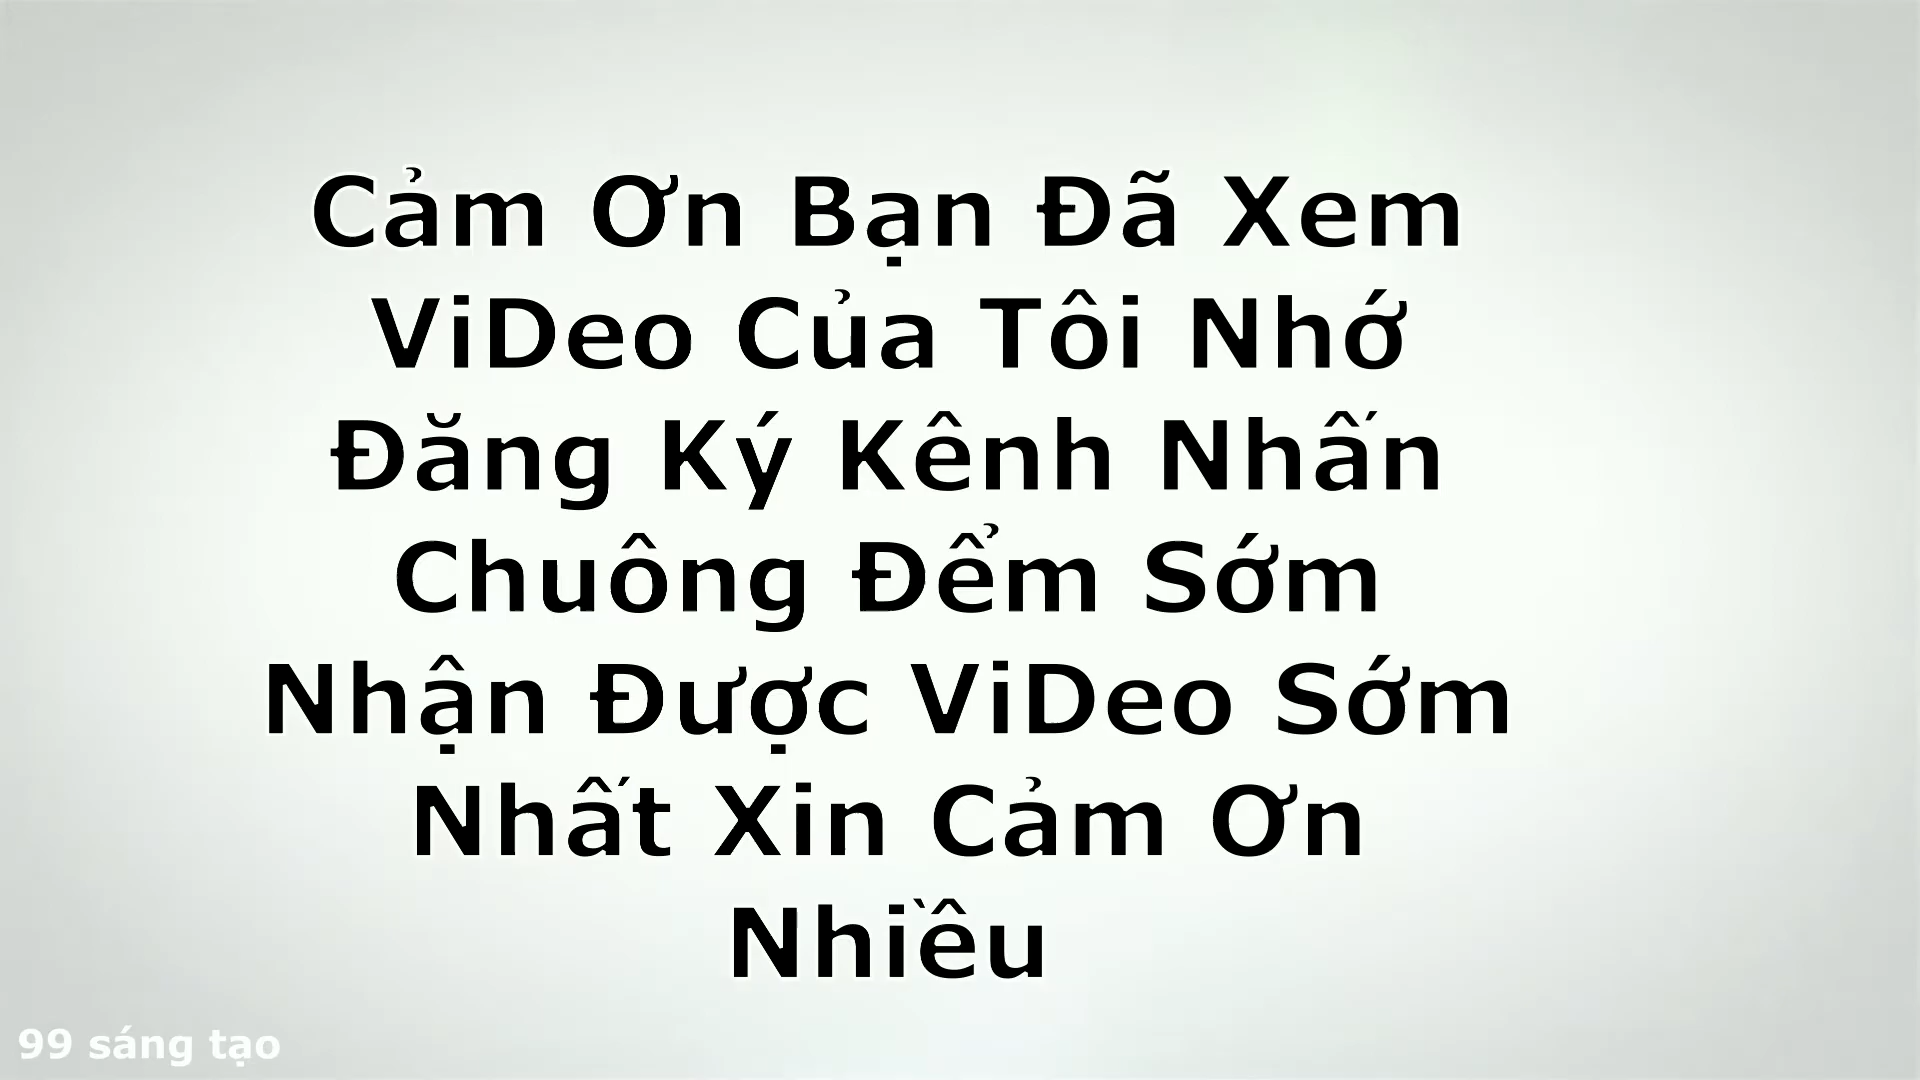 Cảm Ơn Bạn Đã Xem
ViDeo Của Tôi Nhớ
Đăng Ký Kênh Nhấn
Chuông Đểm Sớm
Nhận Được ViDeo Sớm
Nhất Xin Cảm Ơn
Nhiều
99 sáng tạo